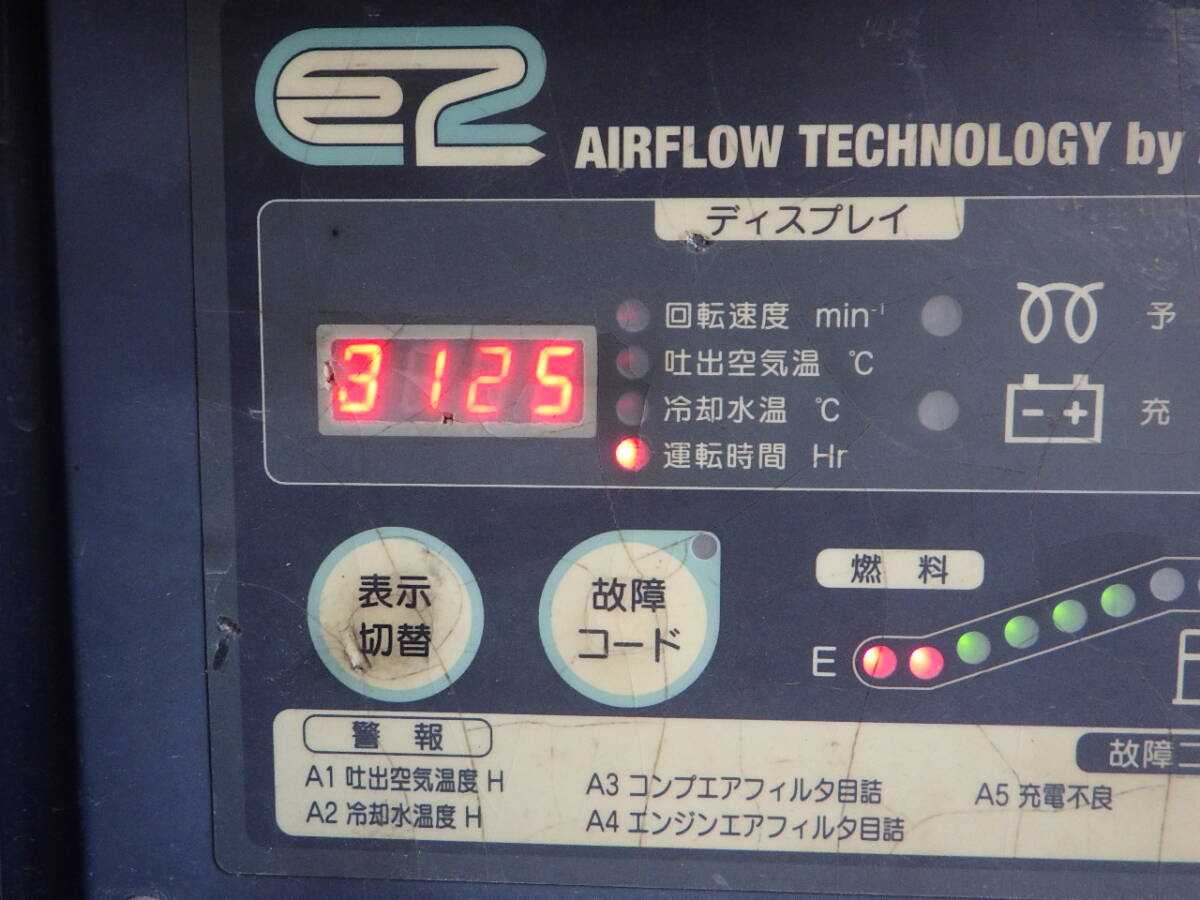 e2
AIRFLOW TECHNOLOGY by
ディスプレイ
3125
回転速度 min⁻¹
吐出空気温 ℃
冷却水温 ℃
運転時間 Hr
予
- +
充
表示
切替
故障
コード
燃 料
E
警 報
A1 吐出空気温度 H
A2 冷却水温度 H
A3 コンプエアフィルタ目詰
A4 エンジンエアフィルタ目詰
A5 充電不良
故障コ